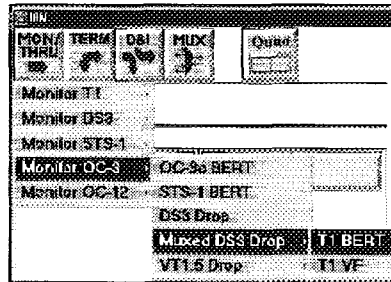 MON/ THRU
TERM
D&I
MUX
Quad
Monitor T1
Monitor DS3
Monitor STS-1
Monitor OC-3
OC-3c BERT
Monitor OC-12
STS-1 BERT
DS3 Drop
Muxed DS3 Drop
T1 BERT
VT1.5 Drop
T1 VF